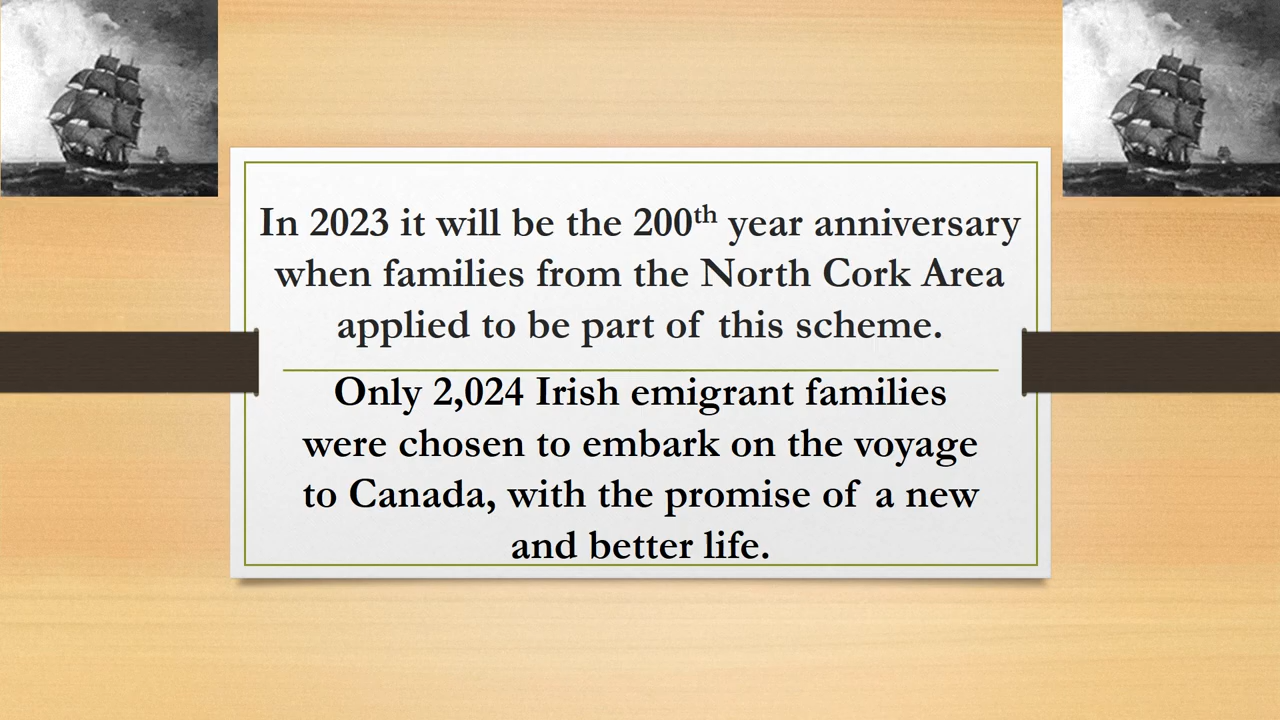 In 2023 it will be the 200th year anniversary
when families from the North Cork Area
applied to be part of this scheme.
Only 2,024 Irish emigrant families
were chosen to embark on the voyage
to Canada, with the promise of a new
and better life.